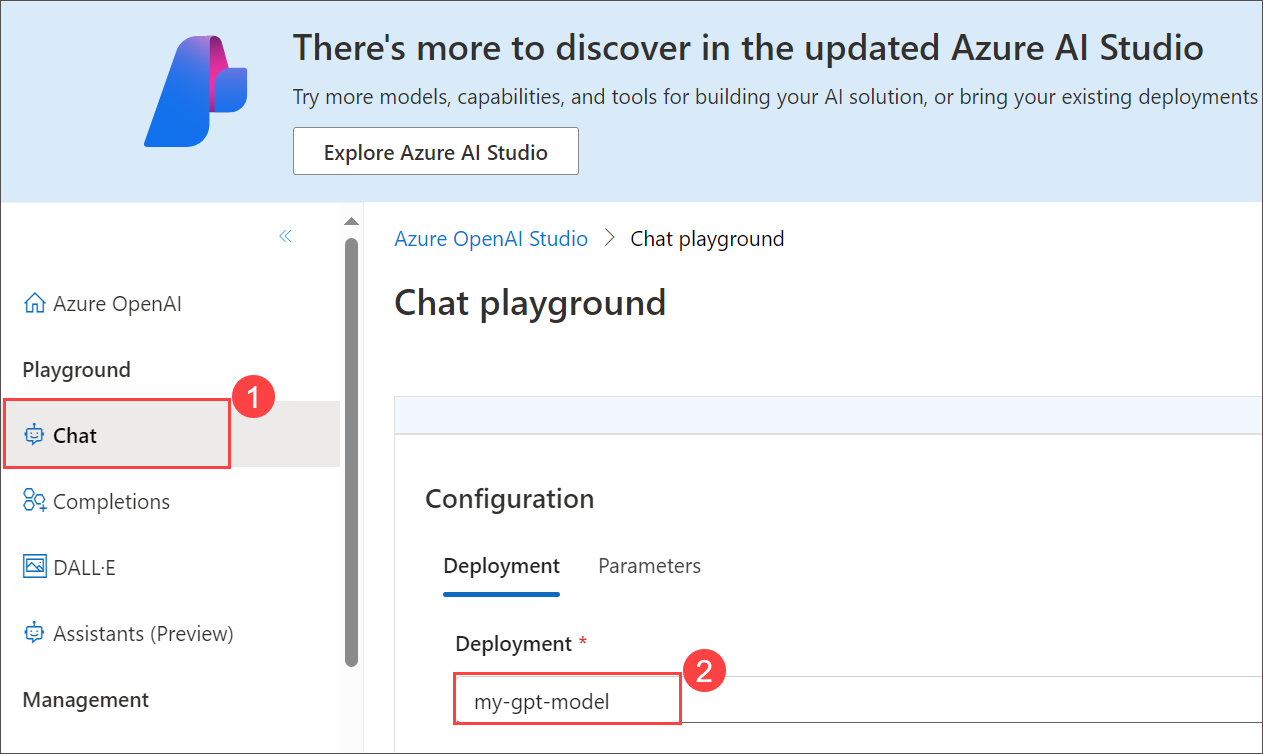 There's more to discover in the updated Azure AI Studio
Try more models, capabilities, and tools for building your AI solution, or bring your existing deployments
Explore Azure AI Studio
Azure OpenAI Studio > Chat playground
Chat playground
Azure OpenAI
Playground
1
Chat
Completions
DALL·E
Assistants (Preview)
Management
Configuration
Deployment Parameters
Deployment *
2
my-gpt-model